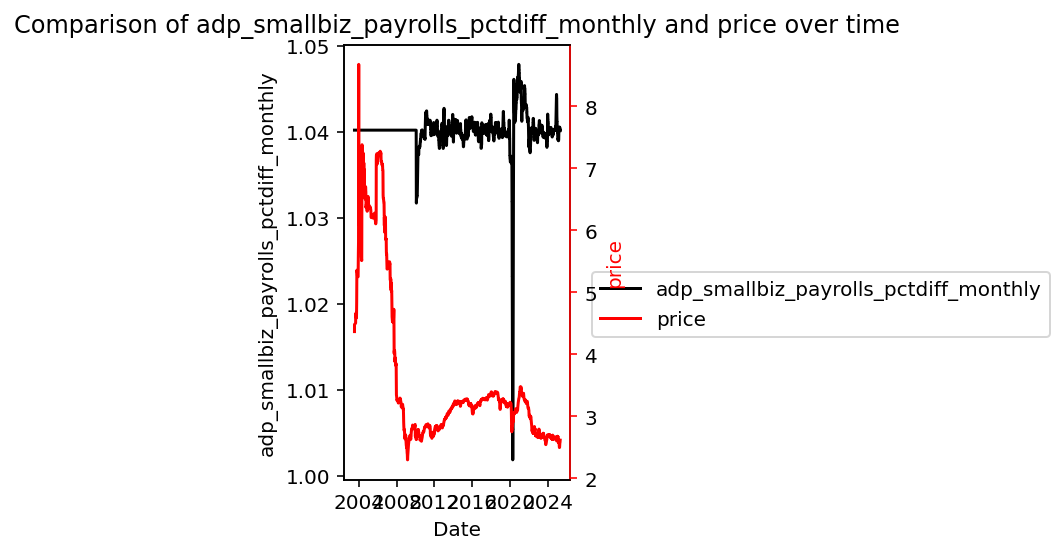 Comparison of adp_smallbiz_payrolls_pctdiff_monthly and price over time
adp_smallbiz_payrolls_pctdiff_monthly
1.05
1.04
1.03
1.02
1.01
1.00
8
7
6
5
4
3
2
price
adp_smallbiz_payrolls_pctdiff_monthly
price
2004 2008 2012 2016 2020 2024
Date